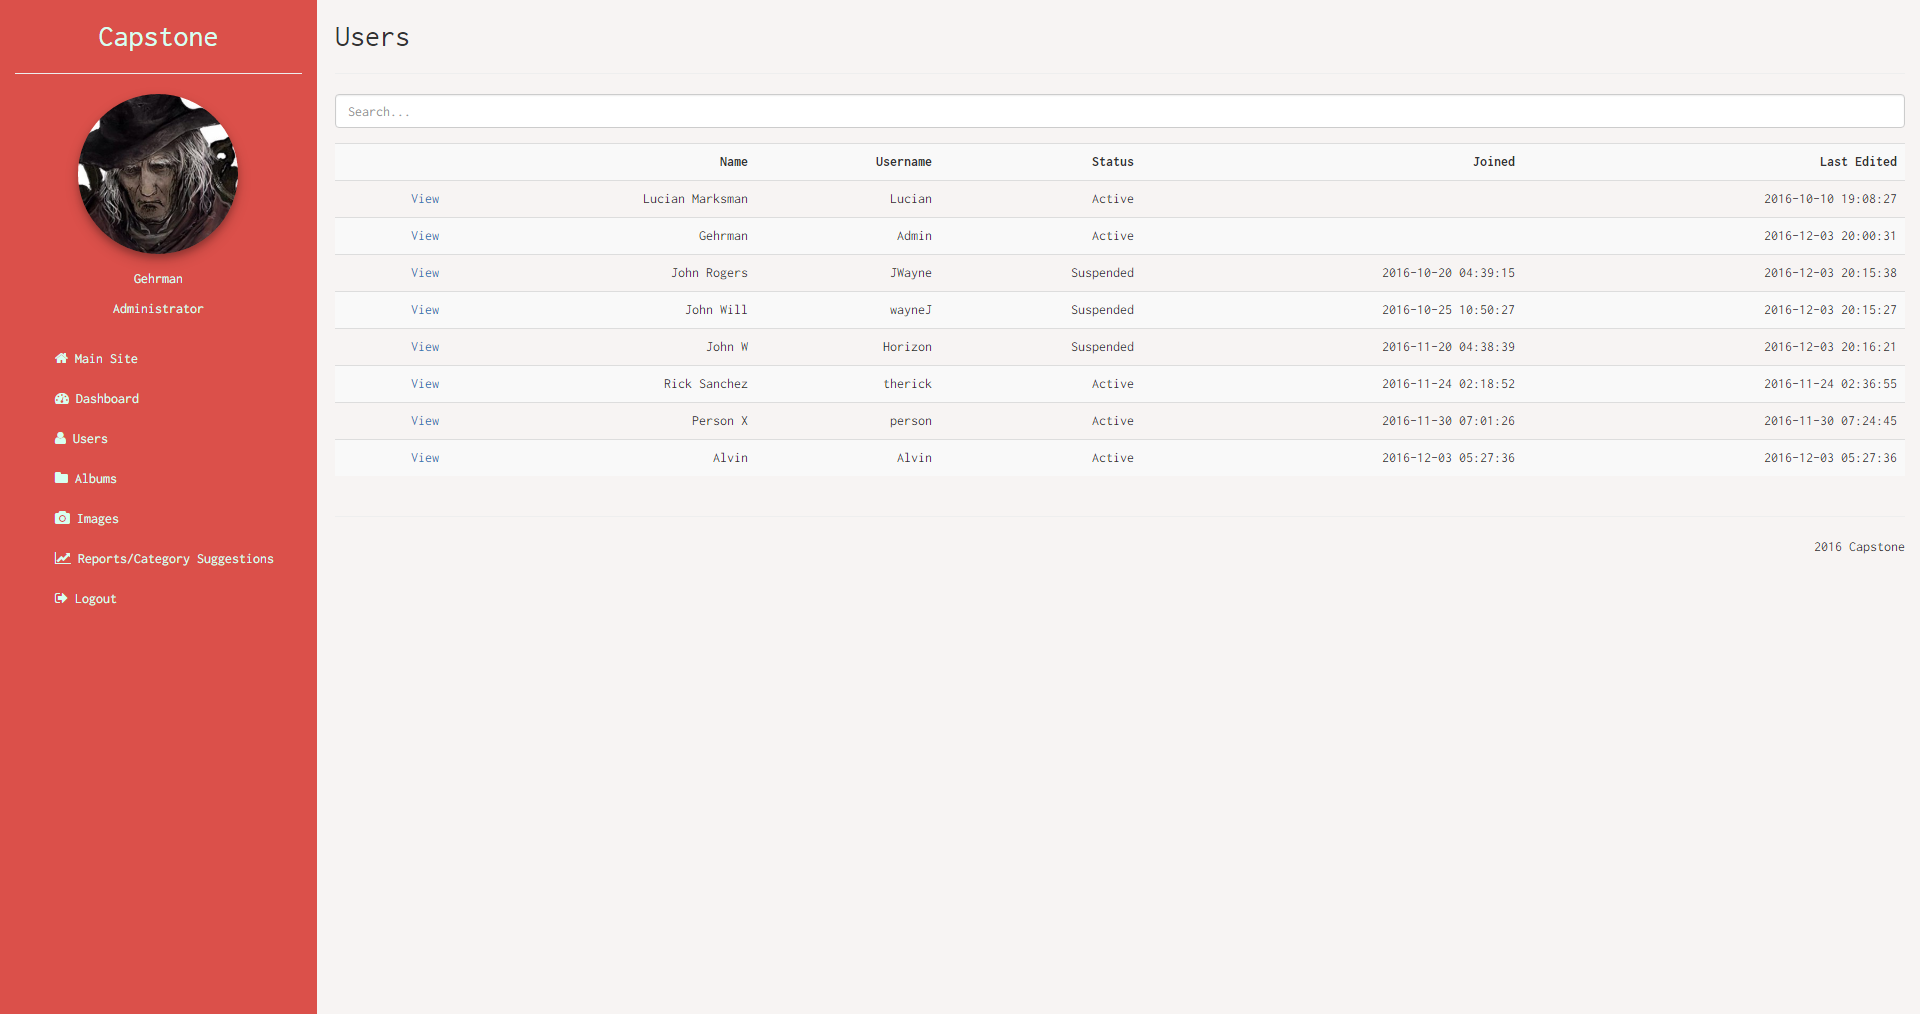 Capstone
Gehrman
Administrator
Main Site
Dashboard
Users
Albums
Images
Reports/Category Suggestions
Logout
Users
Search...
Name Username Status Joined Last Edited
View Lucian Marksman Lucian Active 2016-10-10 19:08:27
View Gehrman Admin Active 2016-12-03 20:00:31
View John Rogers JWayne Suspended 2016-10-20 04:39:15 2016-12-03 20:15:38
View John Will wayneJ Suspended 2016-10-25 10:50:27 2016-12-03 20:15:27
View John W Horizon Suspended 2016-11-20 04:38:39 2016-12-03 20:16:21
View Rick Sanchez therick Active 2016-11-24 02:18:52 2016-11-24 02:36:55
View Person X person Active 2016-11-30 07:01:26 2016-11-30 07:24:45
View Alvin Alvin Active 2016-12-03 05:27:36 2016-12-03 05:27:36
2016 Capstone